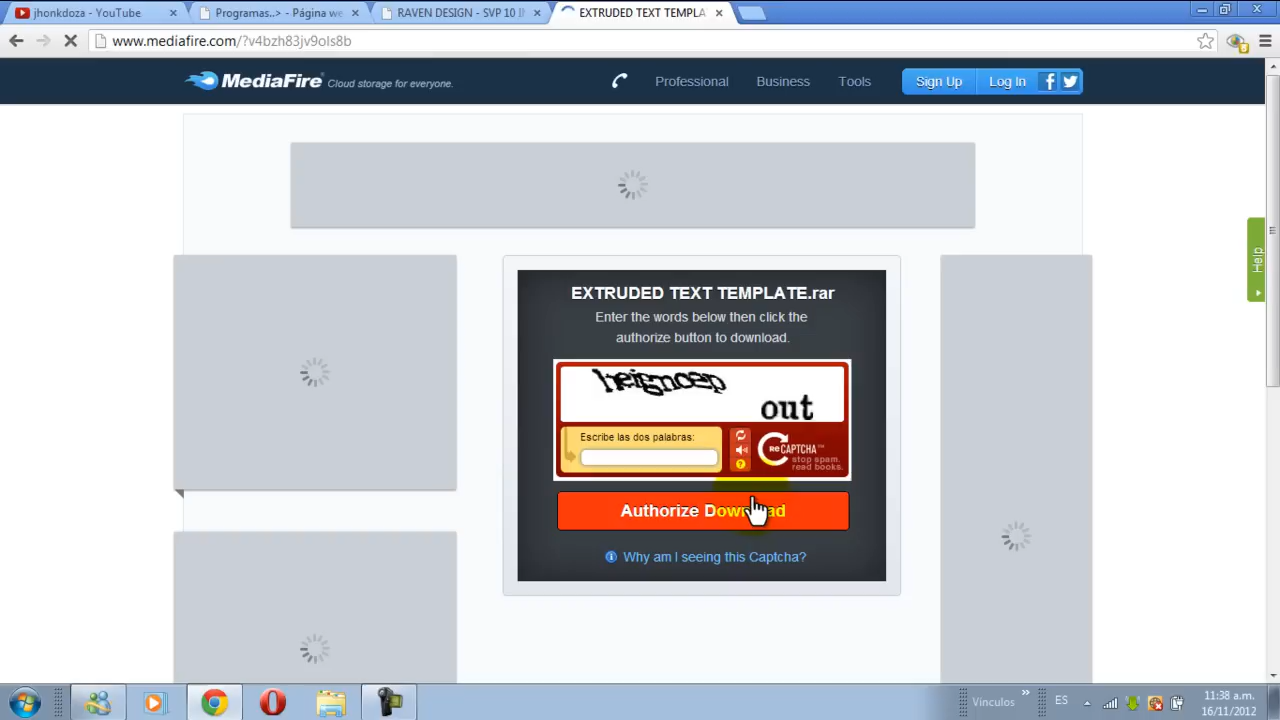 jhonkdoza - YouTube
Programas..> - Página we
RAVEN DESIGN - SVP 10 IN
EXTRUDED TEXT TEMPLA
www.mediafire.com/?v4bzh83jv9ols8b
MediaFire Cloud storage for everyone.
Professional
Business
Tools
Sign Up
Log In
Help
EXTRUDED TEXT TEMPLATE.rar
Enter the words below then click the
authorize button to download.
out
Escribe las dos palabras:
reCAPTCHA™
stop spam.
read books.
Authorize Download
Why am I seeing this Captcha?
Vínculos
ES
11:38 a.m.
16/11/2012